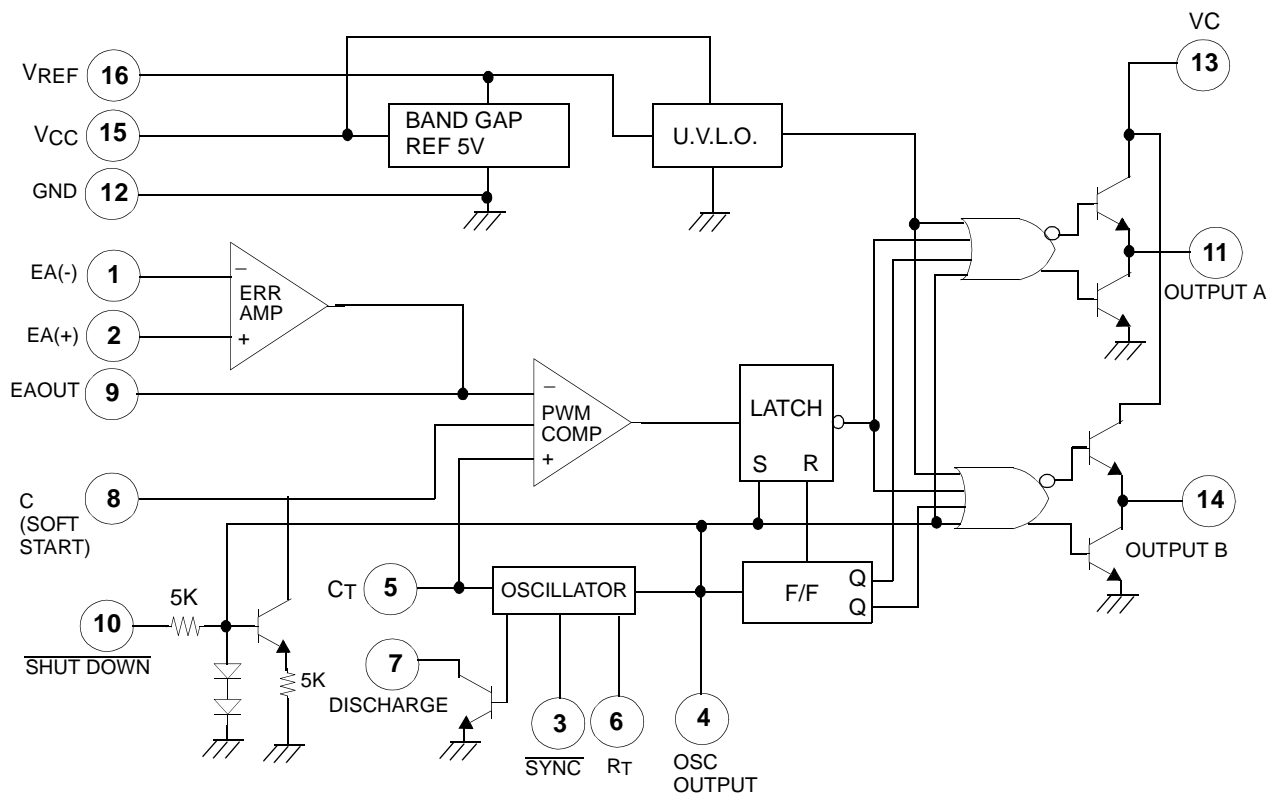 VC
13
VREF 16
BAND GAP
REF 5V
U.V.L.O.
VCC 15
GND 12
EA(-) 1
−
ERR
AMP
EA(+) 2
+
11
OUTPUT A
EAOUT 9
−
PWM
COMP
+
LATCH
S R
C
(SOFT
START)
8
14
OUTPUT B
CT 5
OSCILLATOR
F/F
Q
Q
5K
10
SHUT DOWN
5K
7
DISCHARGE
3
SYNC
6
RT
4
OSC
OUTPUT